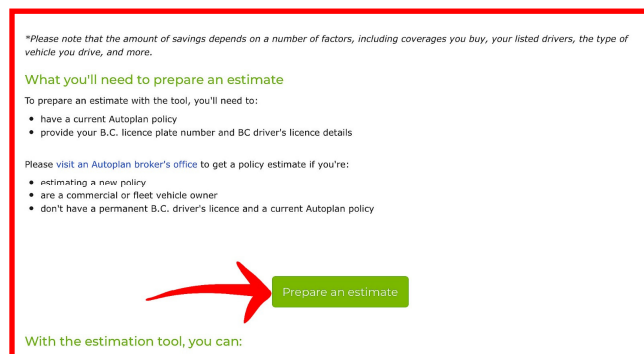 *Please note that the amount of savings depends on a number of factors, including coverages you buy, your listed drivers, the type of
vehicle you drive, and more.
What you'll need to prepare an estimate
To prepare an estimate with the tool, you'll need to:
• have a current Autoplan policy
• provide your B.C. licence plate number and BC driver's licence details
Please visit an Autoplan broker's office to get a policy estimate if you're:
• estimating a new policy
• are a commercial or fleet vehicle owner
• don't have a permanent B.C. driver's licence and a current Autoplan policy
Prepare an estimate
With the estimation tool, you can: